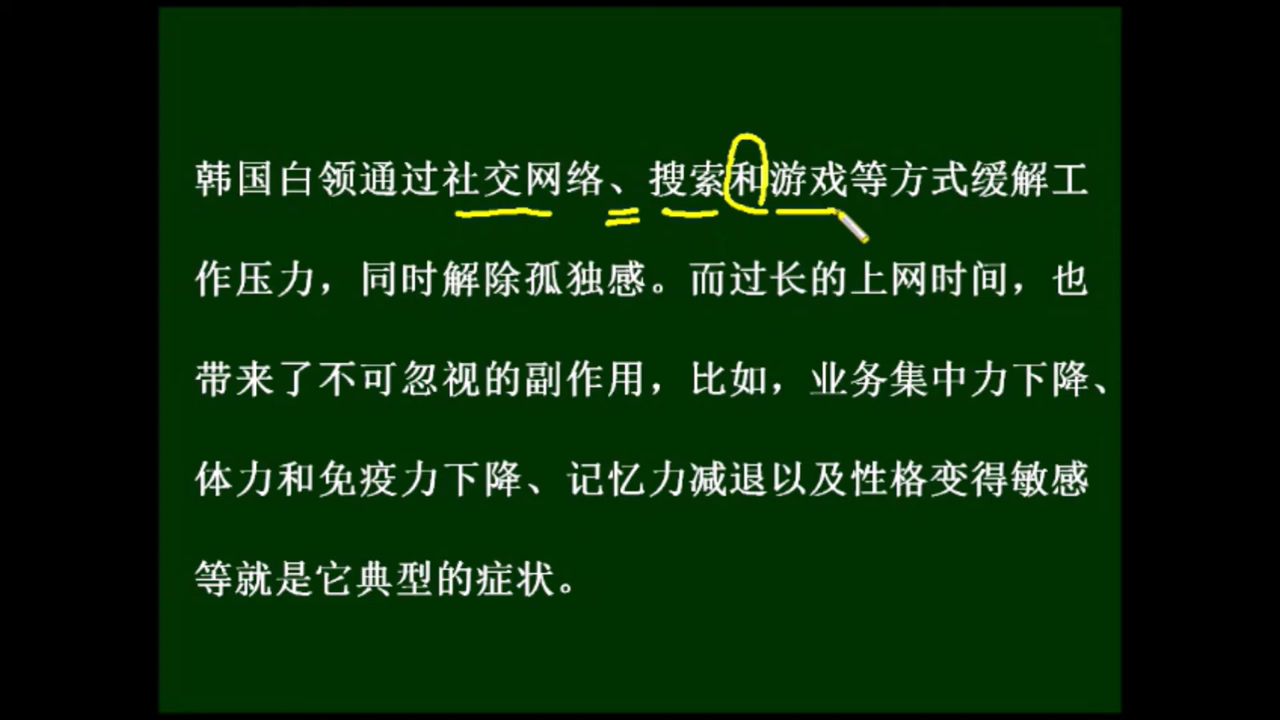 韩国白领通过社交网络、搜索和游戏等方式缓解工
作压力，同时解除孤独感。而过长的上网时间，也
带来了不可忽视的副作用，比如，业务集中力下降、
体力和免疫力下降、记忆力减退以及性格变得敏感
等就是它典型的症状。